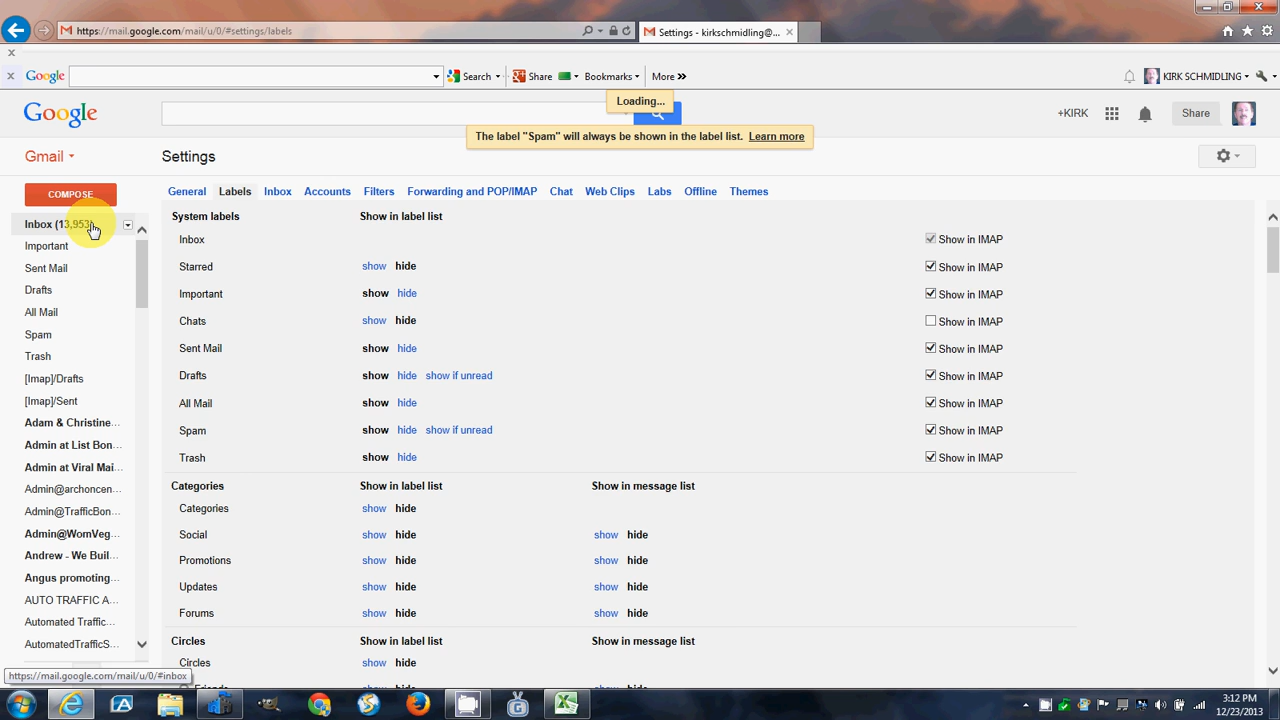 https://mail.google.com/mail/u/0/#settings/labels
Settings - kirkschmidling@...
Google
Search
Share
Bookmarks
More »
KIRK SCHMIDLING
Loading...
Google
+KIRK
Share
The label "Spam" will always be shown in the label list. Learn more
Gmail
Settings
COMPOSE
General Labels Inbox Accounts Filters Forwarding and POP/IMAP Chat Web Clips Labs Offline Themes
Inbox (13,953)
Important
Sent Mail
Drafts
All Mail
Spam
Trash
[Imap]/Drafts
[Imap]/Sent
Adam & Christine...
Admin at List Bon...
Admin at Viral Mai...
Admin@archoncen...
Admin@TrafficBon...
Admin@WomVeg...
Andrew - We Buil...
Angus promoting...
AUTO TRAFFIC A...
Automated Traffic...
AutomatedTrafficS...
System labels Show in label list
Inbox Show in IMAP
Starred show hide Show in IMAP
Important show hide Show in IMAP
Chats show hide Show in IMAP
Sent Mail show hide Show in IMAP
Drafts show hide show if unread Show in IMAP
All Mail show hide Show in IMAP
Spam show hide show if unread Show in IMAP
Trash show hide Show in IMAP
Categories Show in label list Show in message list
Categories show hide
Social show hide show hide
Promotions show hide show hide
Updates show hide show hide
Forums show hide show hide
Circles Show in label list Show in message list
Circles show hide
https://mail.google.com/mail/u/0/#inbox
3:12 PM
12/23/2013